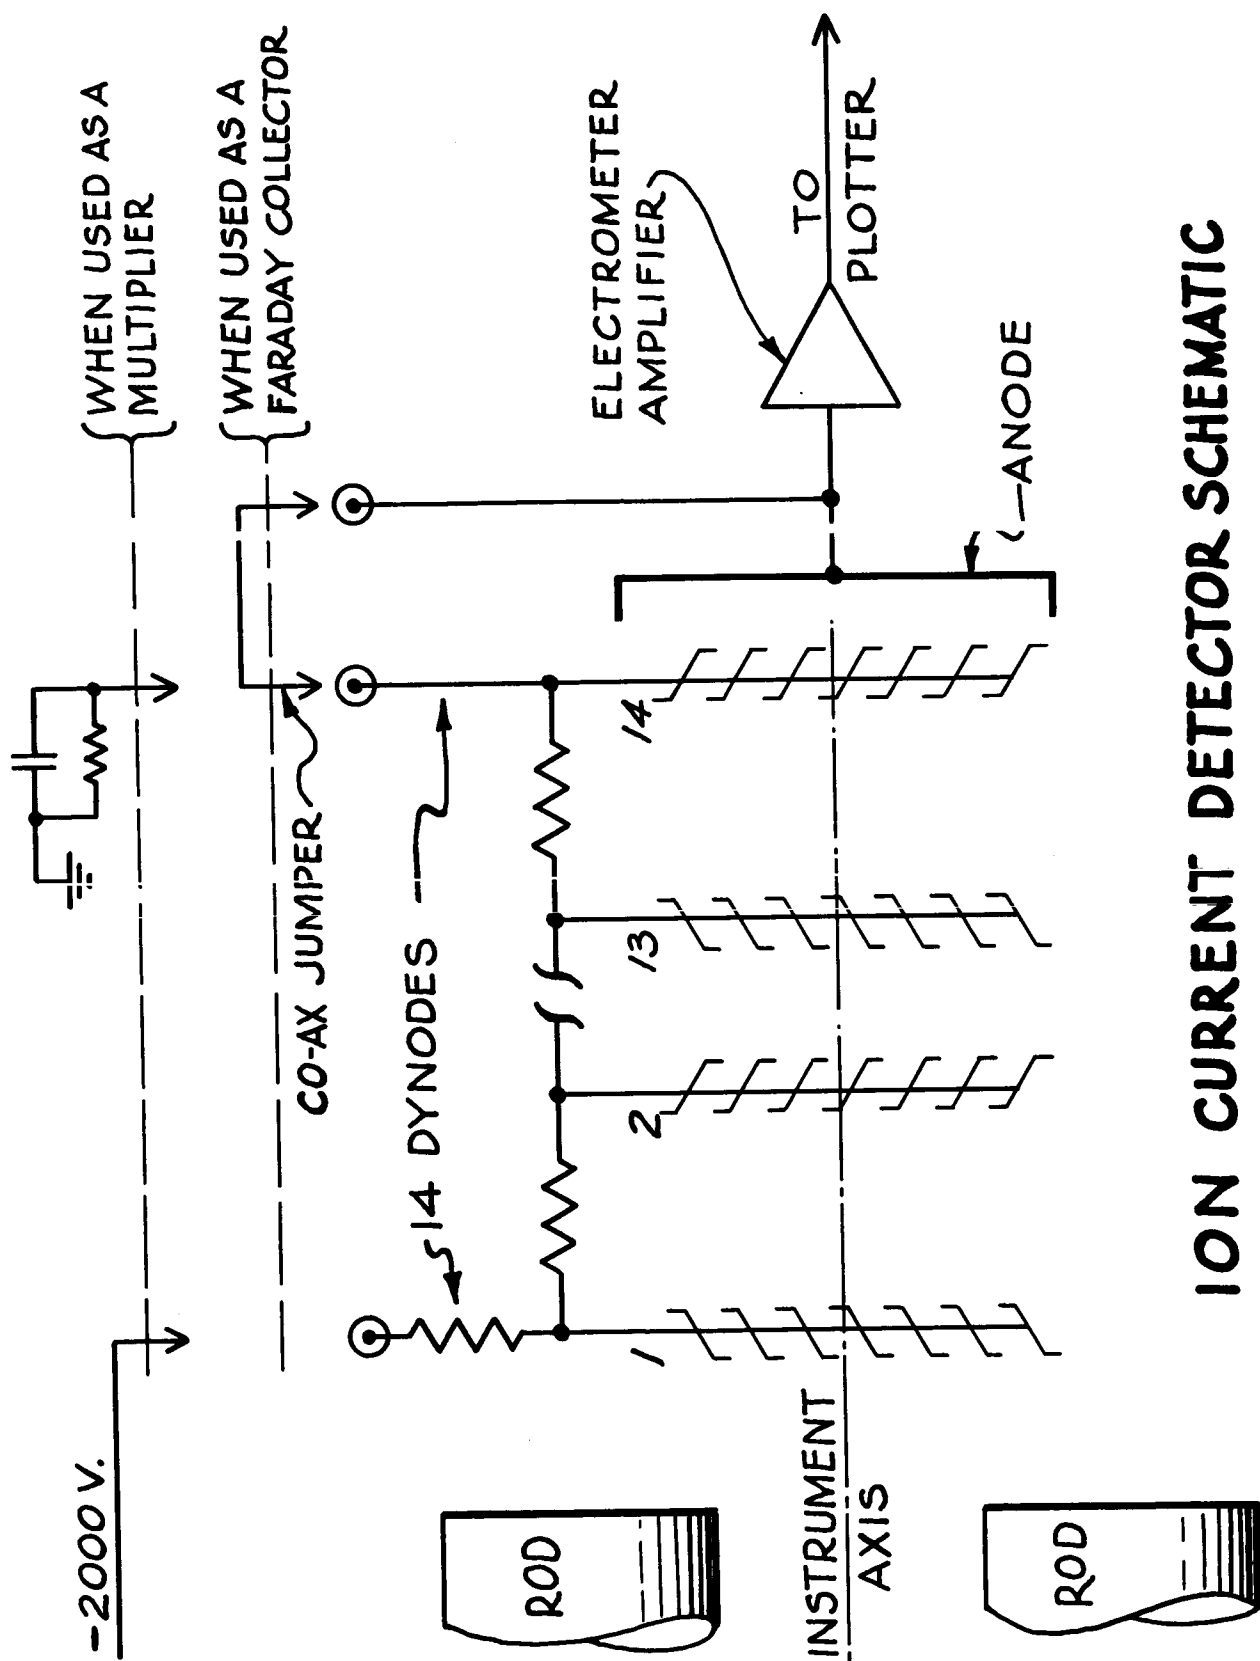 -2000 V.
WHEN USED AS A
MULTIPLIER
WHEN USED AS A
FARADAY COLLECTOR
CO-AX JUMPER
14 DYNODES
ELECTROMETER
AMPLIFIER
1
2
13
14
TO
PLOTTER
ROD
INSTRUMENT
AXIS
ANODE
ROD
ION CURRENT DETECTOR SCHEMATIC